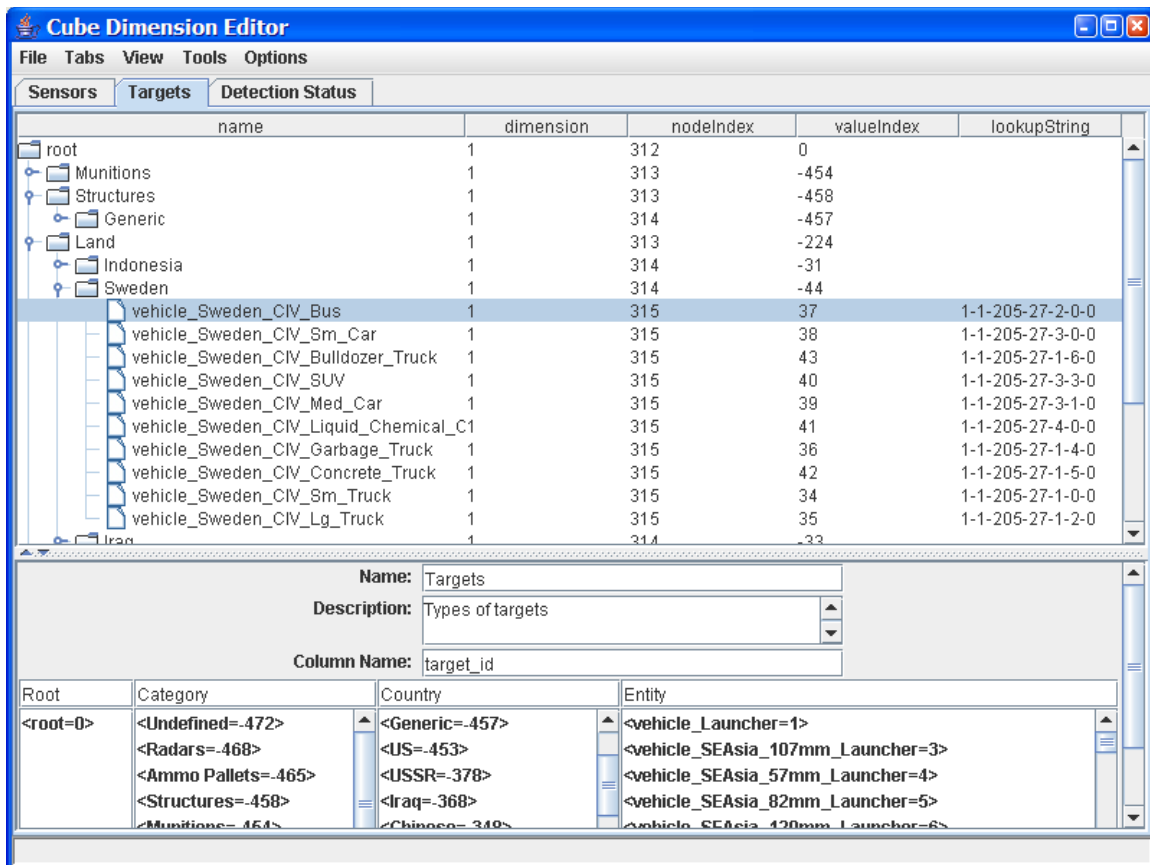 Cube Dimension Editor
File Tabs View Tools Options
Sensors Targets Detection Status
name dimension nodeIndex valueIndex lookupString
root 1 312 0
Munitions 1 313 -454
Structures 1 313 -458
Generic 1 314 -457
Land 1 313 -224
Indonesia 1 314 -31
Sweden 1 314 -44
vehicle_Sweden_CIV_Bus 1 315 37 1-1-205-27-2-0-0
vehicle_Sweden_CIV_Sm_Car 1 315 38 1-1-205-27-3-0-0
vehicle_Sweden_CIV_Bulldozer_Truck 1 315 43 1-1-205-27-1-6-0
vehicle_Sweden_CIV_SUV 1 315 40 1-1-205-27-3-3-0
vehicle_Sweden_CIV_Med_Car 1 315 39 1-1-205-27-3-1-0
vehicle_Sweden_CIV_Liquid_Chemical_C1 315 41 1-1-205-27-4-0-0
vehicle_Sweden_CIV_Garbage_Truck 1 315 36 1-1-205-27-1-4-0
vehicle_Sweden_CIV_Concrete_Truck 1 315 42 1-1-205-27-1-5-0
vehicle_Sweden_CIV_Sm_Truck 1 315 34 1-1-205-27-1-0-0
vehicle_Sweden_CIV_Lg_Truck 1 315 35 1-1-205-27-1-2-0
Iraq 1 314 -33
Name: Targets
Description: Types of targets
Column Name: target_id
Root Category Country Entity
<root=0> <Undefined=-472> <Generic=-457> <vehicle_Launcher=1>
<Radars=-468> <US=-453> <vehicle_SEAsia_107mm_Launcher=3>
<Ammo Pallets=-465> <USSR=-378> <vehicle_SEAsia_57mm_Launcher=4>
<Structures=-458> <Iraq=-368> <vehicle_SEAsia_82mm_Launcher=5>
<Munitions=-454> <Chinese=-349> <vehicle_SEAsia_120mm_Launcher=6>